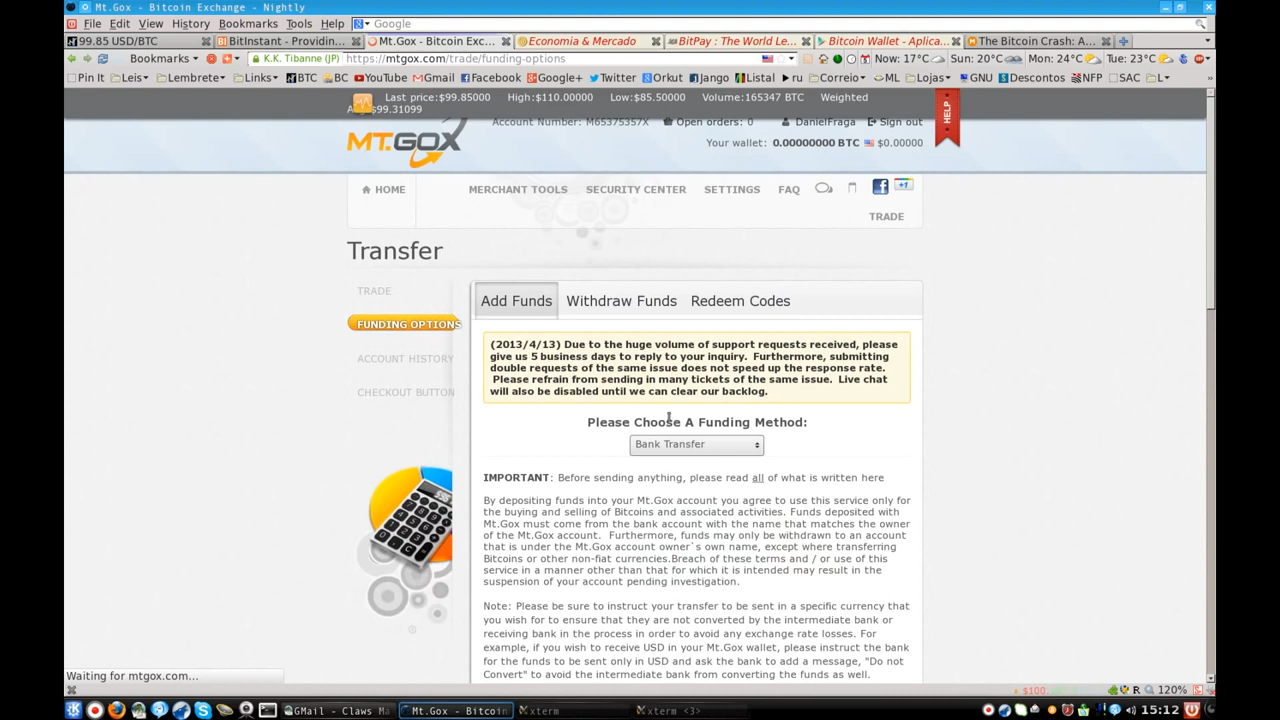 Mt.Gox - Bitcoin Exchange - Nightly
File Edit View History Bookmarks Tools Help Google
99.85 USD/BTC BitInstant - Providin... Mt.Gox - Bitcoin Exc... Economia & Mercado BitPay : The World Le... Bitcoin Wallet - Aplica... The Bitcoin Crash: A...
Bookmarks K.K. Tibanne (JP) https://mtgox.com/trade/funding-options Now: 17°C Sun: 20°C Mon: 24°C Tue: 23°C
Pin It Leis Lembrete Links BTC BC YouTube Gmail Facebook Google+ Twitter Orkut Jango Listal ru Correio ML Lojas GNU Descontos NFP SAC L
Last price:$99.85000 High:$110.00000 Low:$85.50000 Volume:165347 BTC Weighted
$99.31099
HELP
Account Number: M65375357X Open orders: 0 DanielFraga Sign out
MT.GOX
Your wallet: 0.00000000 BTC $0.00000
HOME MERCHANT TOOLS SECURITY CENTER SETTINGS FAQ +1
TRADE
Transfer
TRADE
FUNDING OPTIONS
ACCOUNT HISTORY
CHECKOUT BUTTON
Add Funds Withdraw Funds Redeem Codes
(2013/4/13) Due to the huge volume of support requests received, please
give us 5 business days to reply to your inquiry. Furthermore, submitting
double requests of the same issue does not speed up the response rate.
Please refrain from sending in many tickets of the same issue. Live chat
will also be disabled until we can clear our backlog.
Please Choose A Funding Method:
Bank Transfer
IMPORTANT: Before sending anything, please read all of what is written here
By depositing funds into your Mt.Gox account you agree to use this service only for
the buying and selling of Bitcoins and associated activities. Funds deposited with
Mt.Gox must come from the bank account with the name that matches the owner
of the Mt.Gox account. Furthermore, funds may only be withdrawn to an account
that is under the Mt.Gox account owner`s own name, except where transferring
Bitcoins or other non-fiat currencies.Breach of these terms and / or use of this
service in a manner other than that for which it is intended may result in the
suspension of your account pending investigation.
Note: Please be sure to instruct your transfer to be sent in a specific currency that
you wish for to ensure that they are not converted by the intermediate bank or
receiving bank in the process in order to avoid any exchange rate losses. For
example, if you wish to receive USD in your Mt.Gox wallet, please instruct the bank
for the funds to be sent only in USD and ask the bank to add a message, "Do not
Convert" to avoid the intermediate bank from converting the funds as well.
Waiting for mtgox.com...
$100. R 120%
GMail - Claws Ma Mt.Gox - Bitcoin xterm xterm <3> 15:12